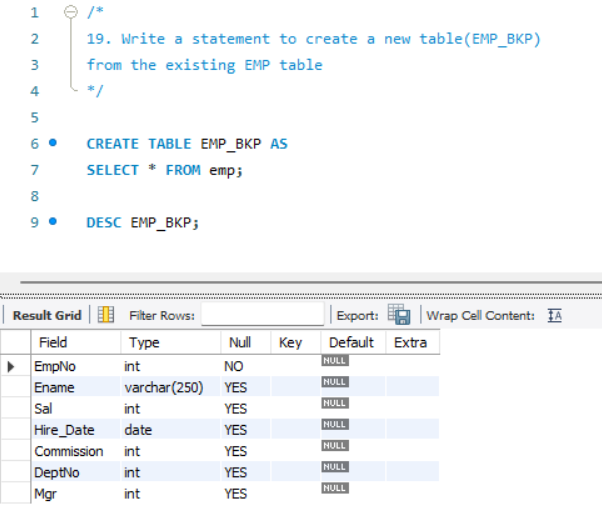 1 /*
2 19. Write a statement to create a new table(EMP_BKP)
3 from the existing EMP table
4 */
5
6 CREATE TABLE EMP_BKP AS
7 SELECT * FROM emp;
8
9 DESC EMP_BKP;
Result Grid Filter Rows: Export: Wrap Cell Content: IA
Field Type Null Key Default Extra
EmpNo int NO NULL
Ename varchar(250) YES NULL
Sal int YES NULL
Hire_Date date YES NULL
Commission int YES NULL
DeptNo int YES NULL
Mgr int YES NULL